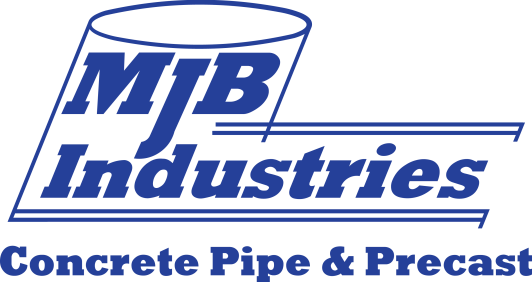 MJB
Industries
Concrete Pipe & Precast